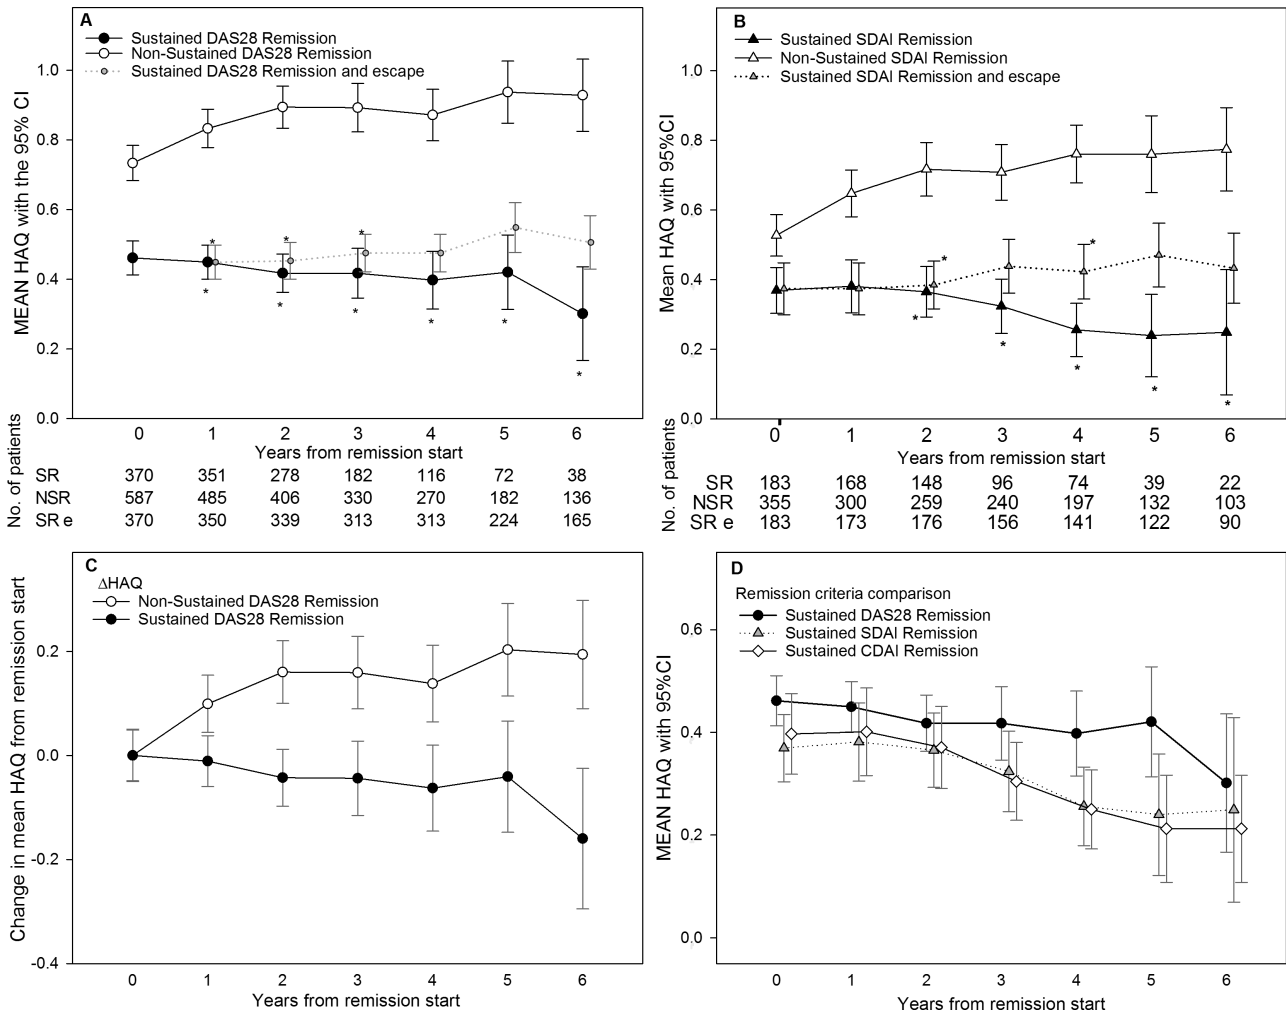 A
Sustained DAS28 Remission
Non-Sustained DAS28 Remission
Sustained DAS28 Remission and escape
MEAN HAQ with the 95% CI
1.0
0.8
0.6
0.4
0.2
0.0
* * * * * * * * *
0 1 2 3 4 5 6
Years from remission start
No. of patients
SR 370 351 278 182 116 72 38
NSR 587 485 406 330 270 182 136
SR e 370 350 339 313 313 224 165
B
Sustained SDAI Remission
Non-Sustained SDAI Remission
Sustained SDAI Remission and escape
Mean HAQ with 95%CI
1.0
0.8
0.6
0.4
0.2
0.0
* * * * * * *
0 1 2 3 4 5 6
Years from remission start
No. of patients
SR 183 168 148 96 74 39 22
NSR 355 300 259 240 197 132 103
SR e 183 173 176 156 141 122 90
C
ΔHAQ
Non-Sustained DAS28 Remission
Sustained DAS28 Remission
Change in mean HAQ from remission start
0.2
0.0
-0.2
-0.4
0 1 2 3 4 5 6
Years from remission start
D
Remission criteria comparison
Sustained DAS28 Remission
Sustained SDAI Remission
Sustained CDAI Remission
MEAN HAQ with 95%CI
0.6
0.4
0.2
0.0
0 1 2 3 4 5 6
Years from remission start